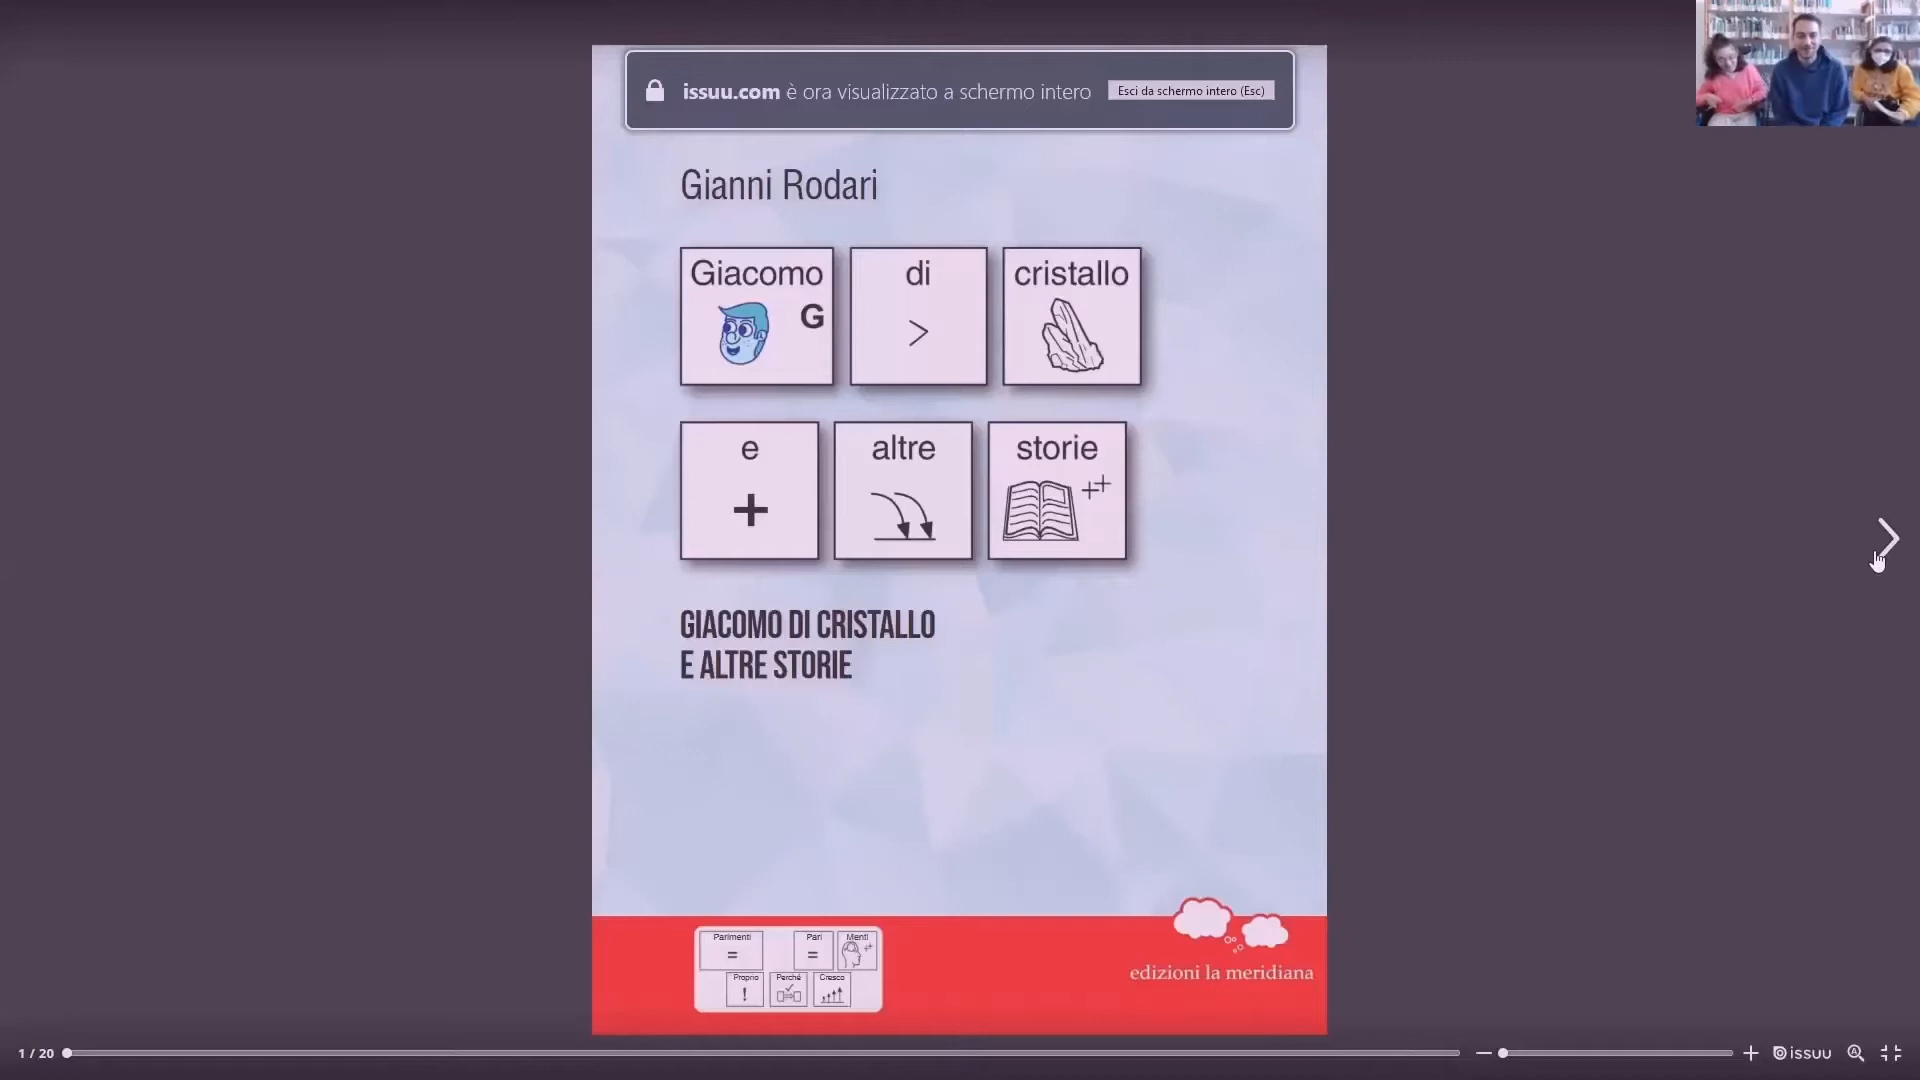 issuu.com è ora visualizzato a schermo intero Esci da schermo intero (Esc)
Gianni Rodari
Giacomo di cristallo
G
>
e altre storie
+
++
GIACOMO DI CRISTALLO
E ALTRE STORIE
Parimenti Pari Menti
= = ++
Proprio Perché Cresco
!
edizioni la meridiana
1 / 20
issuu